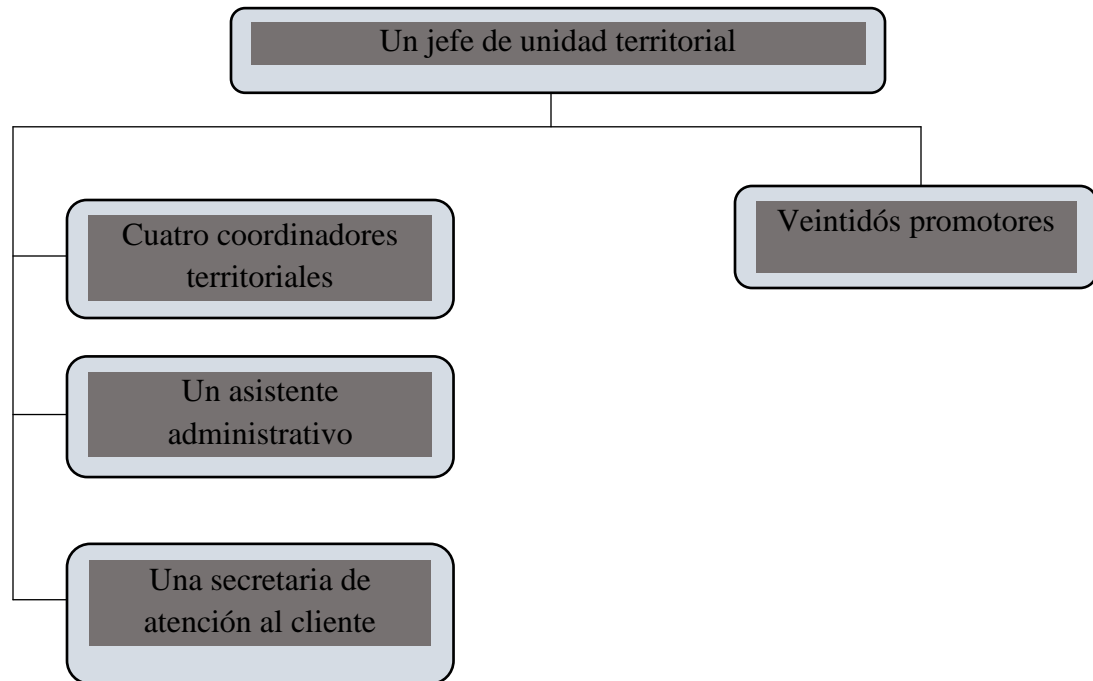 Un jefe de unidad territorial
Cuatro coordinadores
territoriales
Veintidós promotores
Un asistente
administrativo
Una secretaria de
atención al cliente